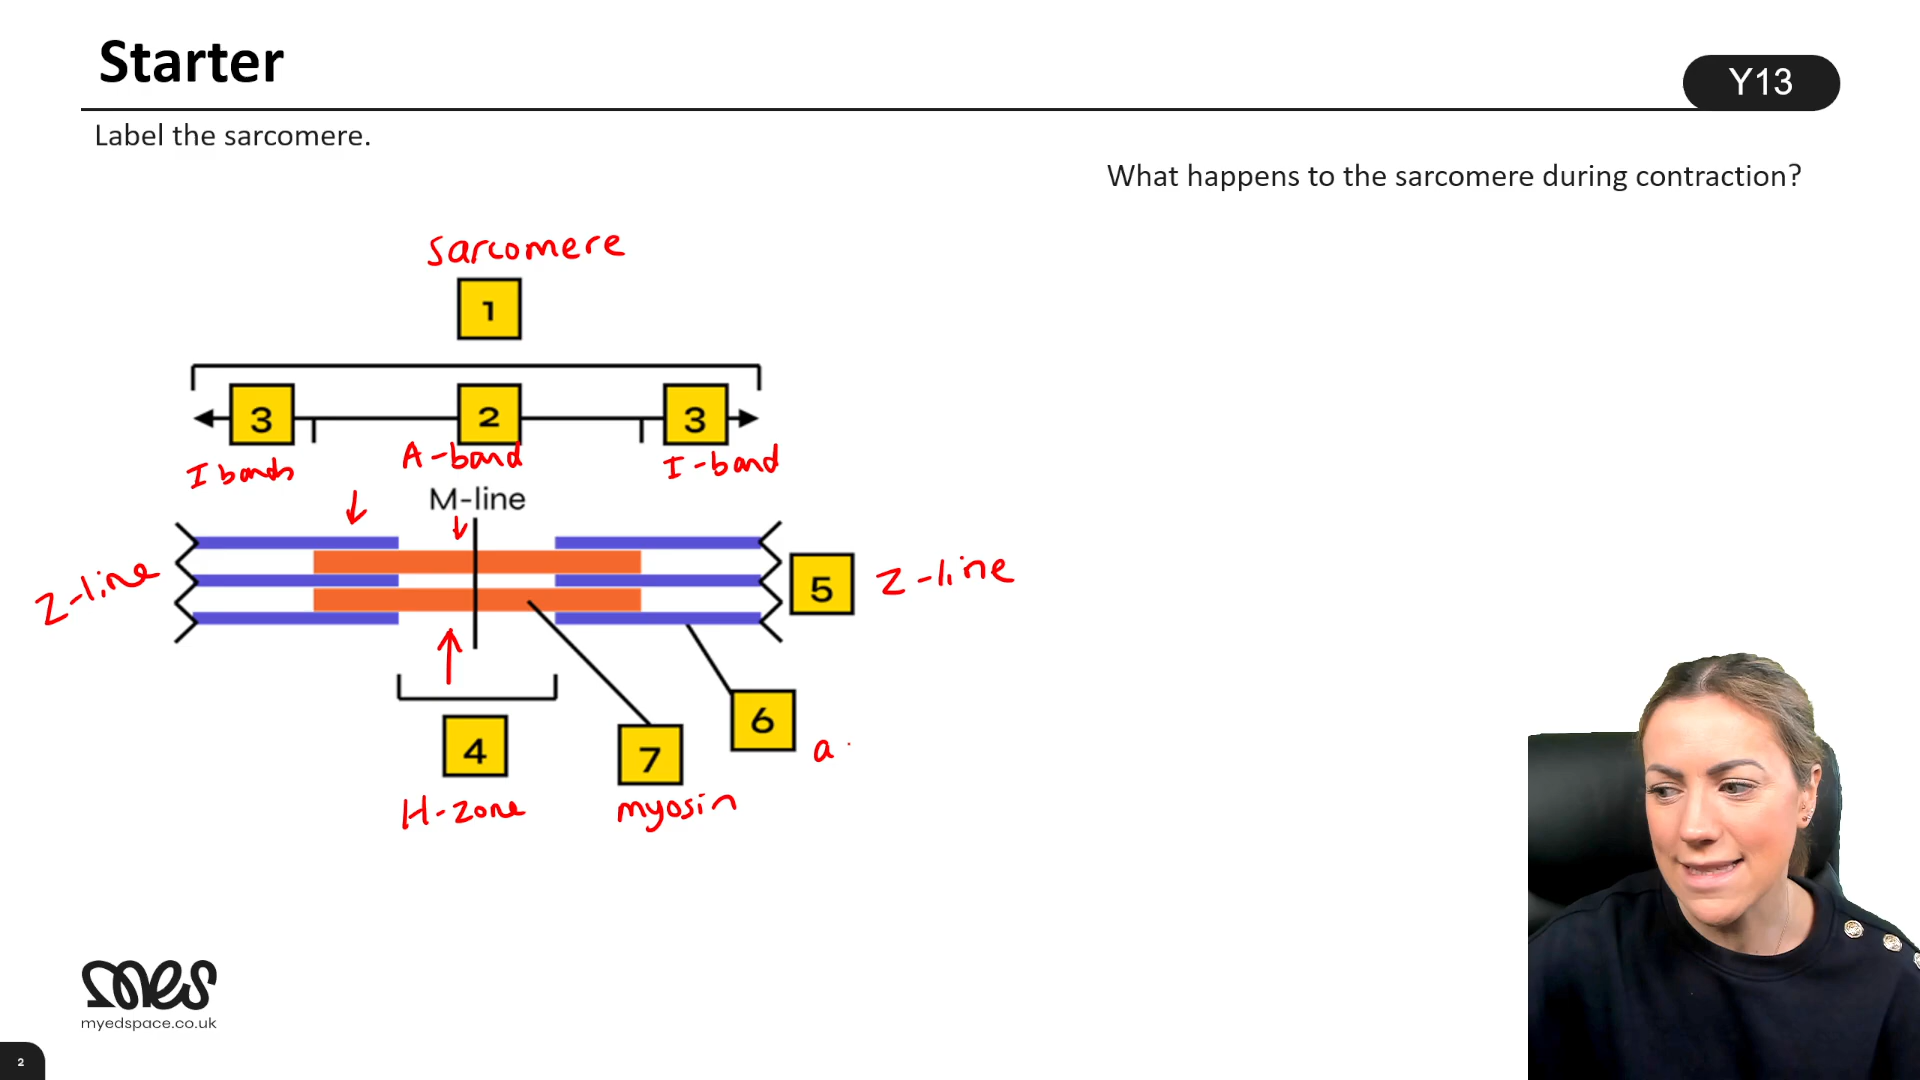 Starter
Y13
Label the sarcomere.
What happens to the sarcomere during contraction?
Sarcomere
1
3
2
3
I bands
A-band
I-band
M-line
Z-line
5
Z-line
6
4
7
a
H-zone
myosin
mes
myedspace.co.uk
2